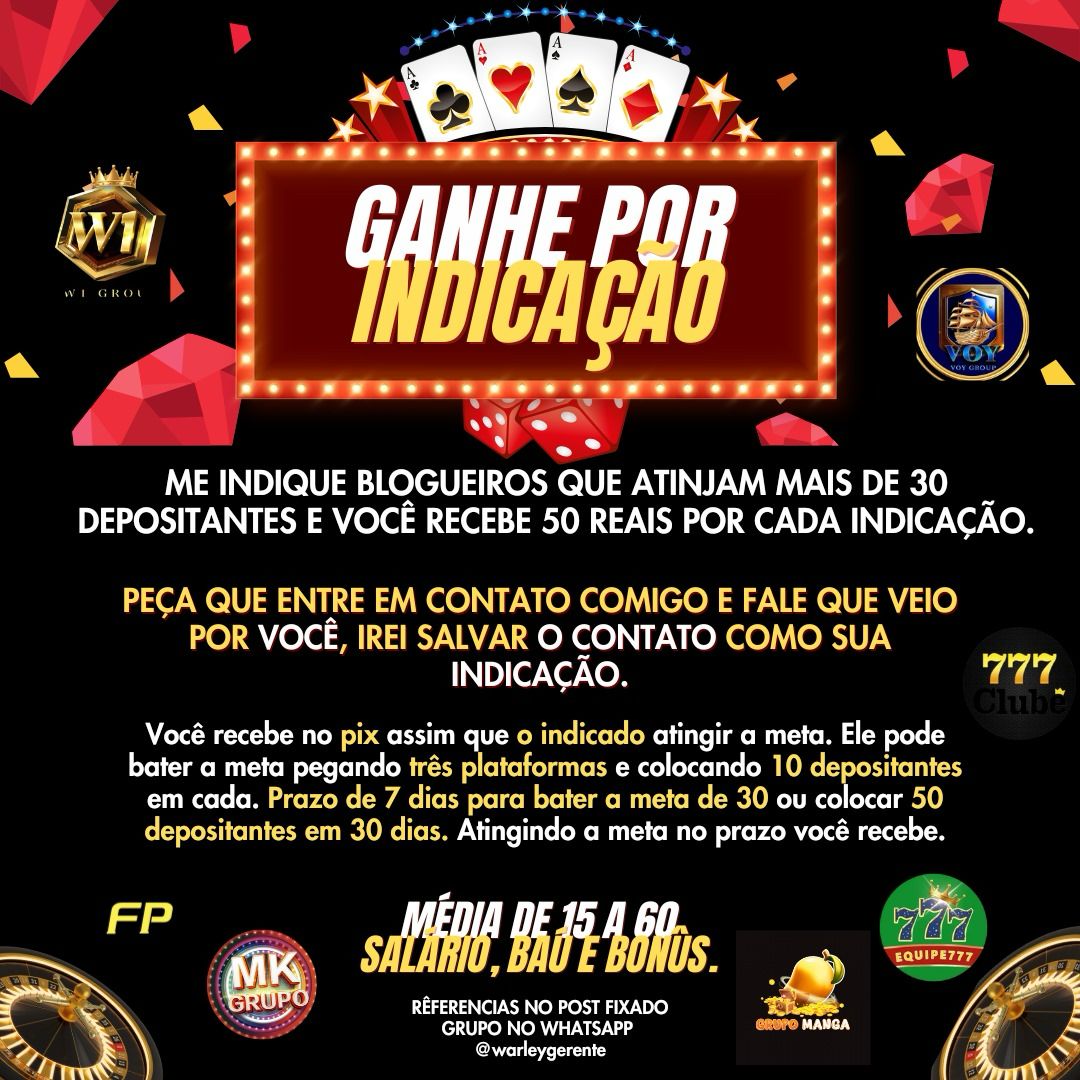 A
A
A
A
GANHE POR
INDICAÇÃO
W1
W1 GROU
VOY
VOY GROUP
ME INDIQUE BLOGUEIROS QUE ATINJAM MAIS DE 30
DEPOSITANTES E VOCÊ RECEBE 50 REAIS POR CADA INDICAÇÃO.
PEÇA QUE ENTRE EM CONTATO COMIGO E FALE QUE VEIO
POR VOCÊ, IREI SALVAR O CONTATO COMO SUA
INDICAÇÃO.
777
Clube
Você recebe no pix assim que o indicado atingir a meta. Ele pode
bater a meta pegando três plataformas e colocando 10 depositantes
em cada. Prazo de 7 dias para bater a meta de 30 ou colocar 50
depositantes em 30 dias. Atingindo a meta no prazo você recebe.
FP
MK
GRUPO
MÉDIA DE 15 A 60.
SALÁRIO, BAÚ E BONÛS.
RÊFERENCIAS NO POST FIXADO
GRUPO NO WHATSAPP
@warleygerente
GRUPO MANGA
777
EQUIPE777